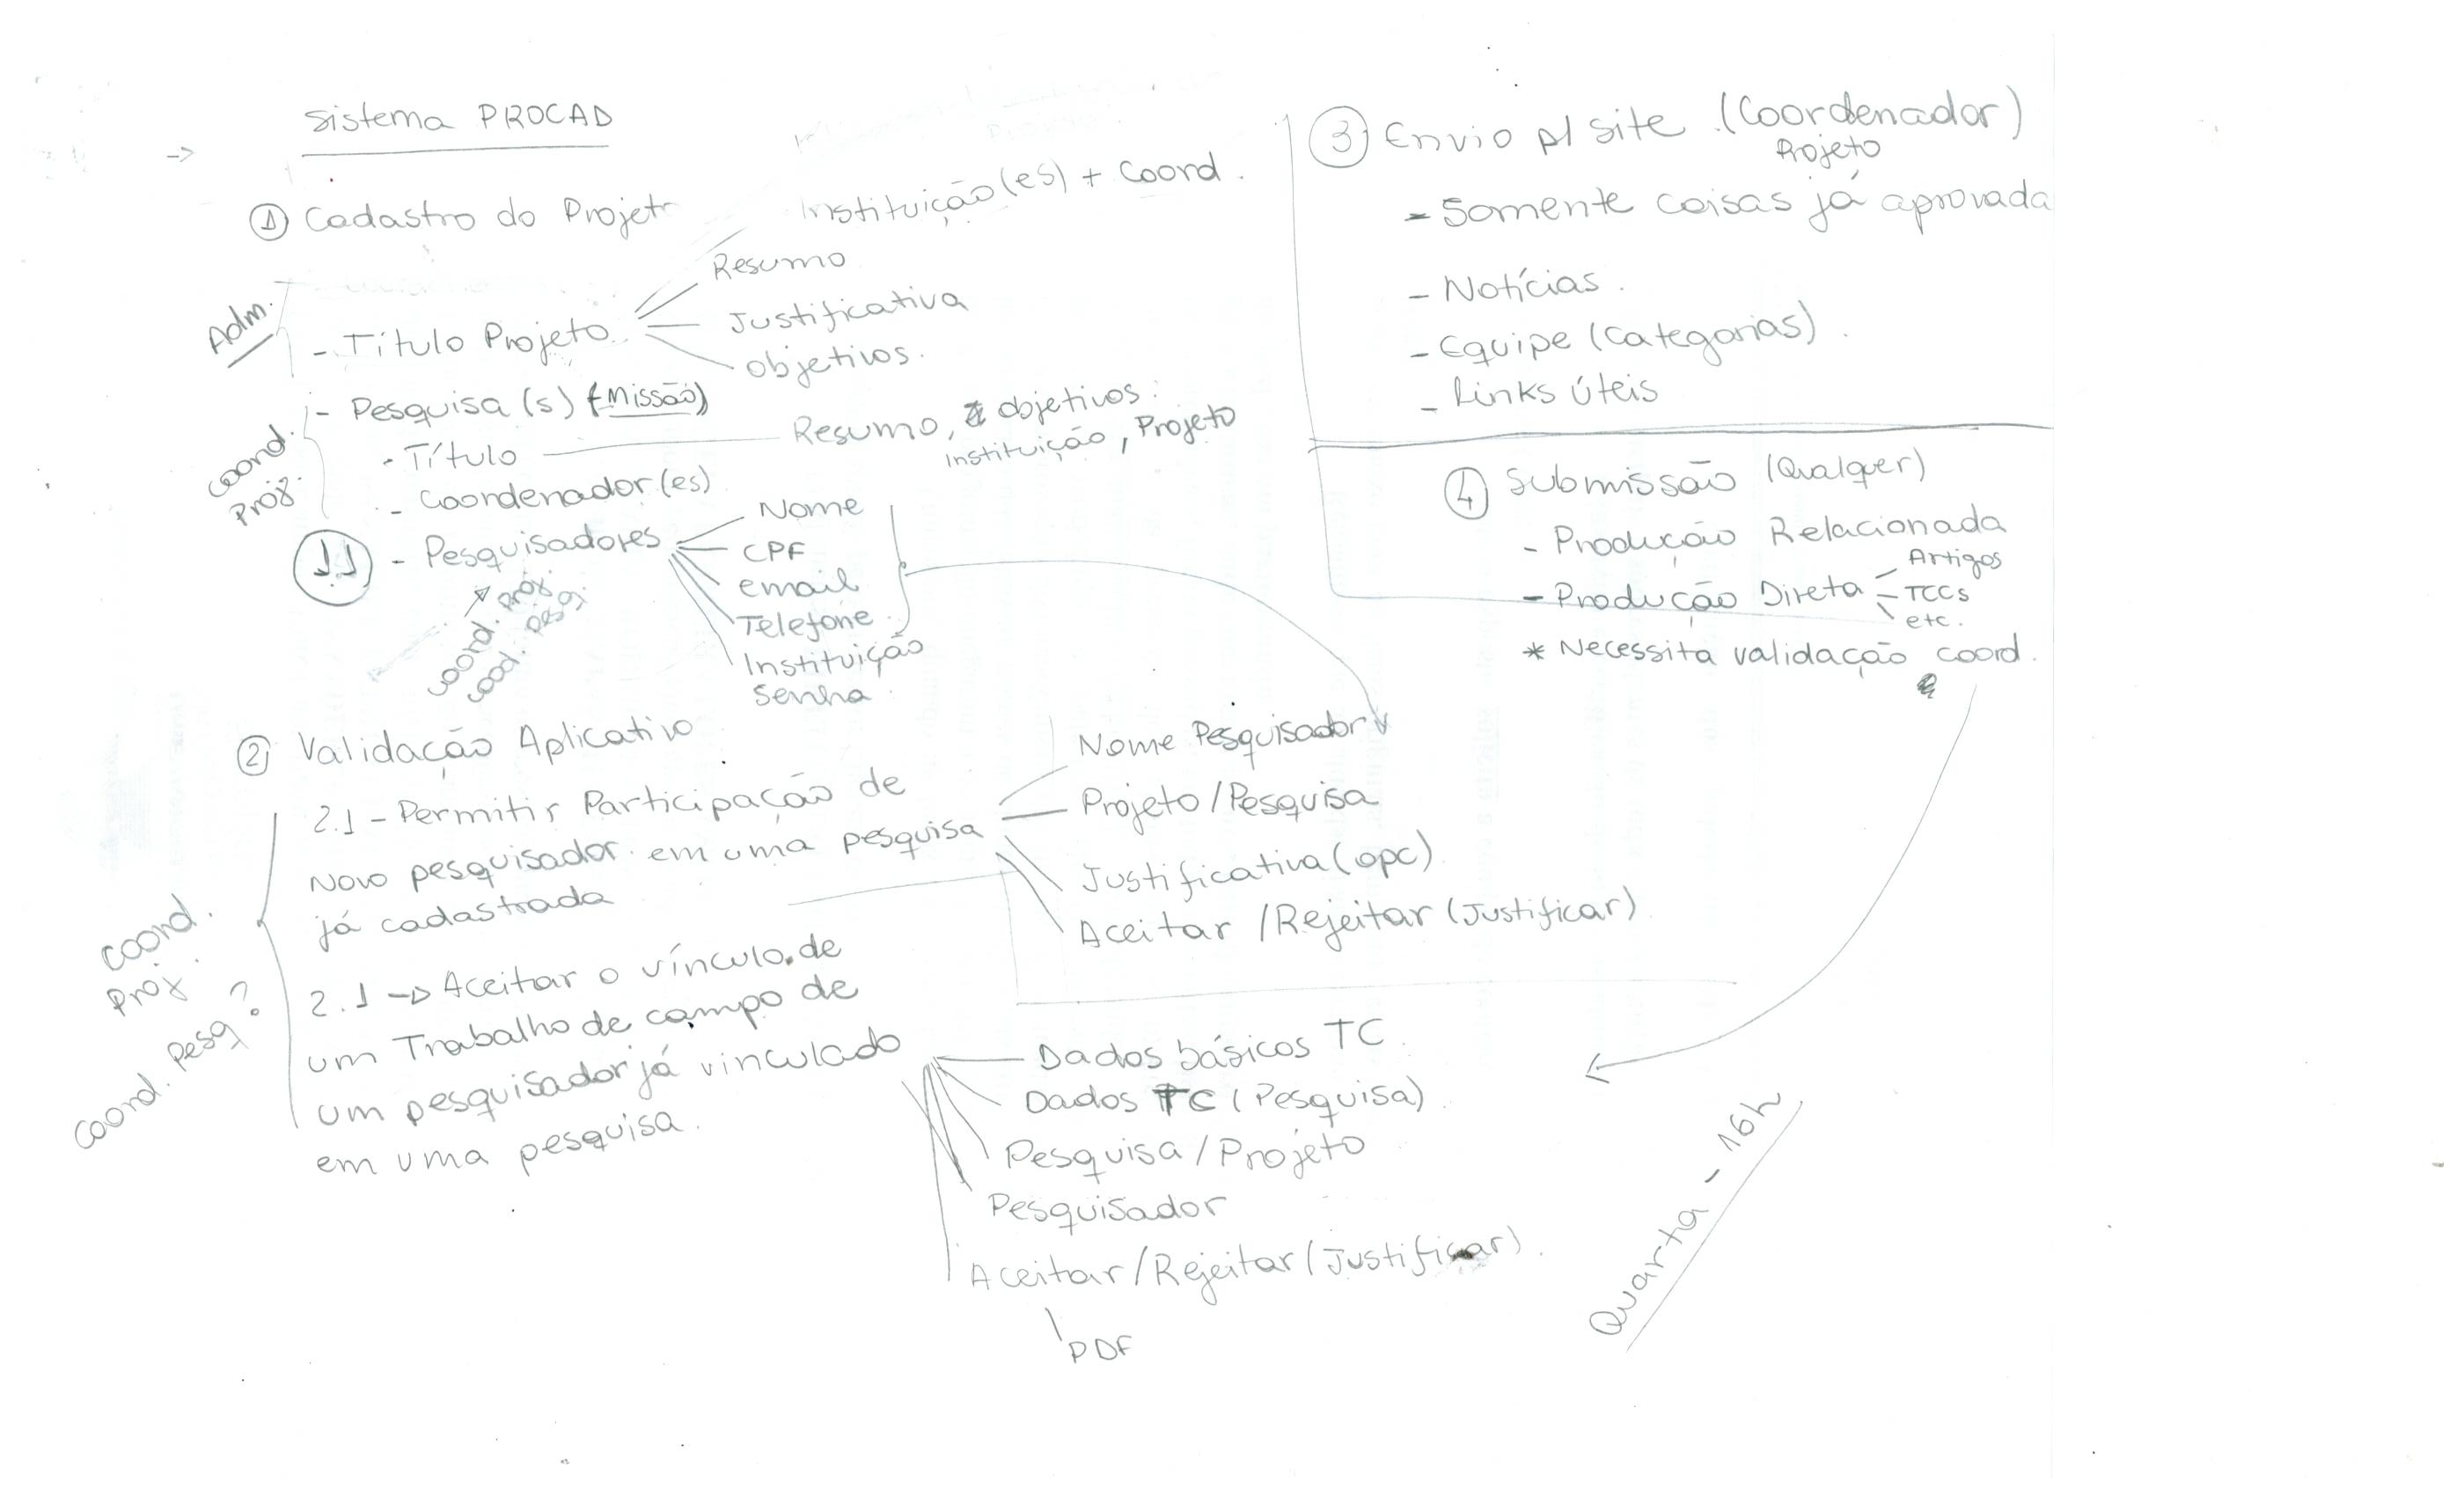 Sistema PROCAD
→
① Cadastro do Projeto
Instituição(es) + Coord.
Resumo
Justificativa
objetivos.
Adm.
- Título Projeto
- Pesquisa(s) (Missão)
- Título
Resumo, objetivos.
Instituição, Projeto
- Coordenador(es)
Coord.
Proj.
1.1 - Pesquisadores
Nome
CPF
email
Telefone
Instituição
Senha
coord. proj.
coord. pesq.
② Validação Aplicativo
2.1 - Permitir Participação de
Novo pesquisador em uma pesquisa
já cadastrada
Nome Pesquisador
Projeto/Pesquisa
Justificativa (opc)
Aceitar /Rejeitar (Justificar)
2.1 → Aceitar o vínculo de
um Trabalho de campo de
um pesquisador já vinculado
em uma pesquisa.
Coord.
Proj.
Coord. Pesq?
Dados básicos TC.
Dados TC (Pesquisa)
Pesquisa/Projeto
Pesquisador
Aceitar/Rejeitar (Justificar).
PDF
③ Envio p/ site (Coordenador)
Projeto
- Somente coisas já aprovada
- Notícias.
- Equipe (Categorias).
- Links úteis
④ Submissão (Qualquer)
- Produção Relacionada
- Produção Direta
- Artigos
- TCCs
- etc.
* Necessita validação coord.
Quarta - 16h